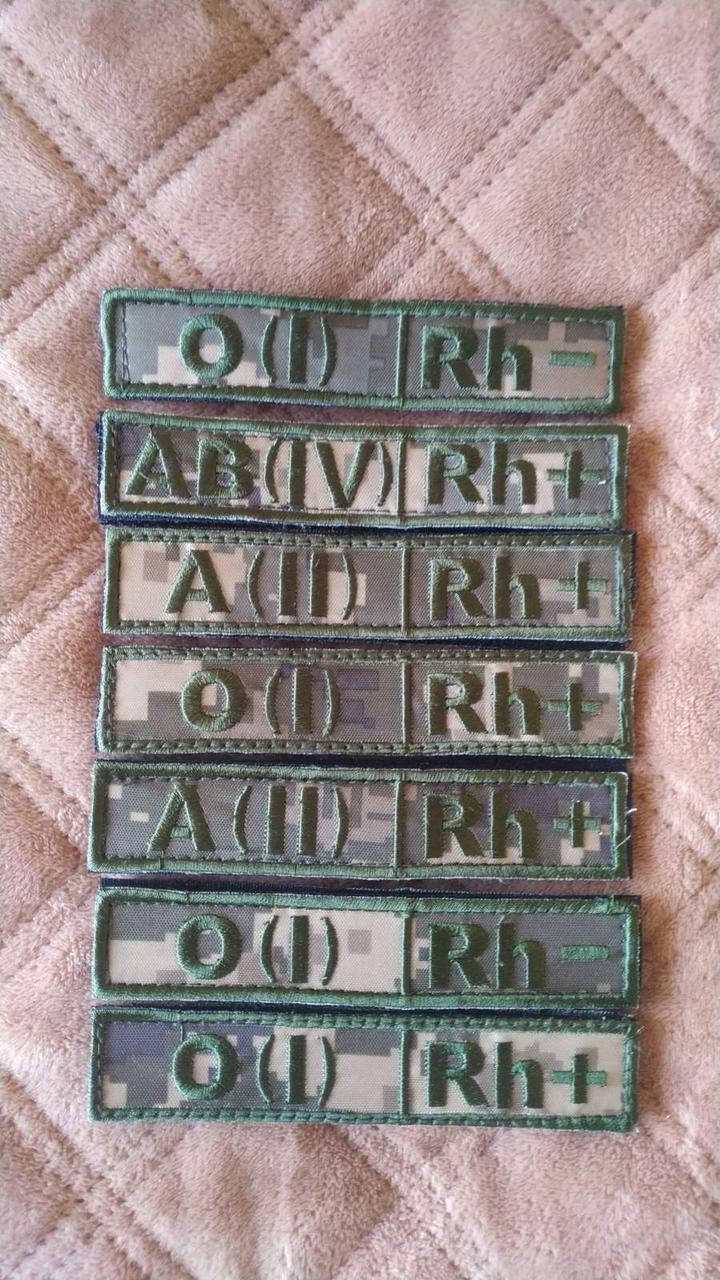 O(I) Rh-
AB(IV) Rh+
A(II) Rh+
O(I) Rh+
A(II) Rh+
O(I) Rh-
O(I) Rh+